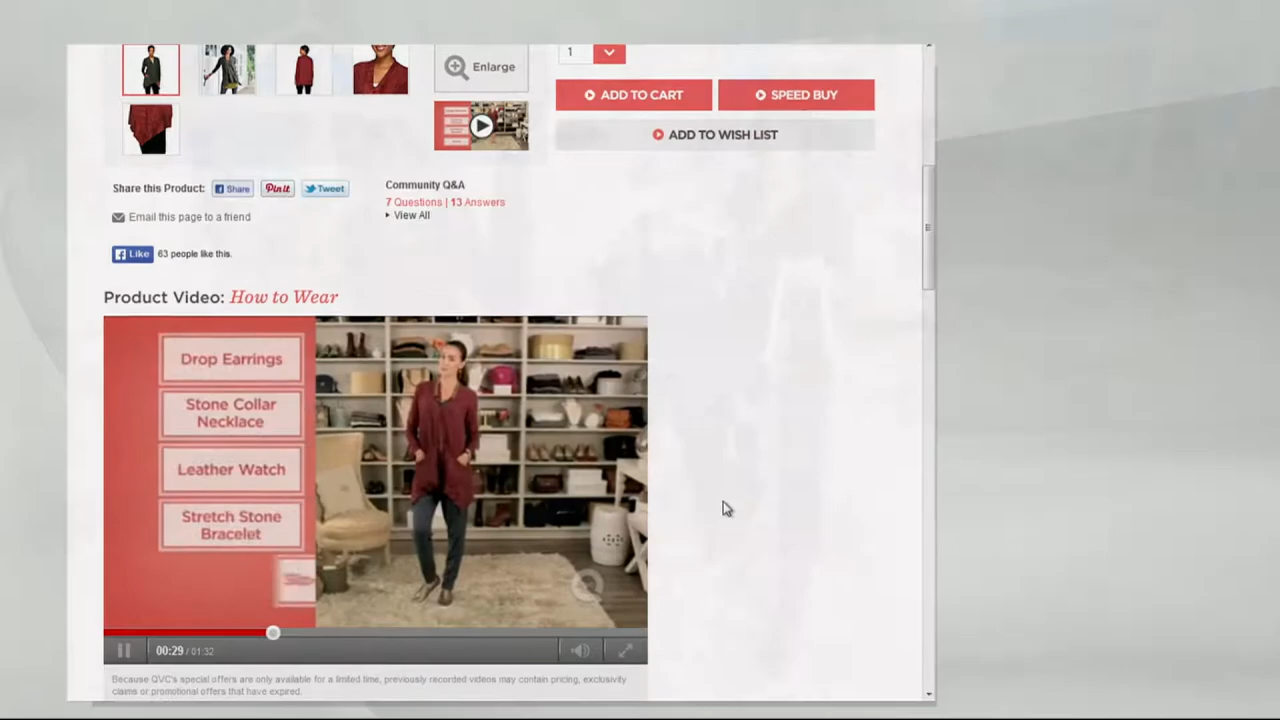 Enlarge
1
ADD TO CART
SPEED BUY
ADD TO WISH LIST
Share this Product:
Share
Pinit
Tweet
Community Q&A
7 Questions | 13 Answers
View All
Email this page to a friend
Like
63 people like this.
Product Video: How to Wear
Drop Earrings
Stone Collar
Necklace
Leather Watch
Stretch Stone
Bracelet
00:29 / 01:32
Because QVC's special offers are only available for a limited time, previously recorded videos may contain pricing, exclusivity
claims or promotional offers that have expired.